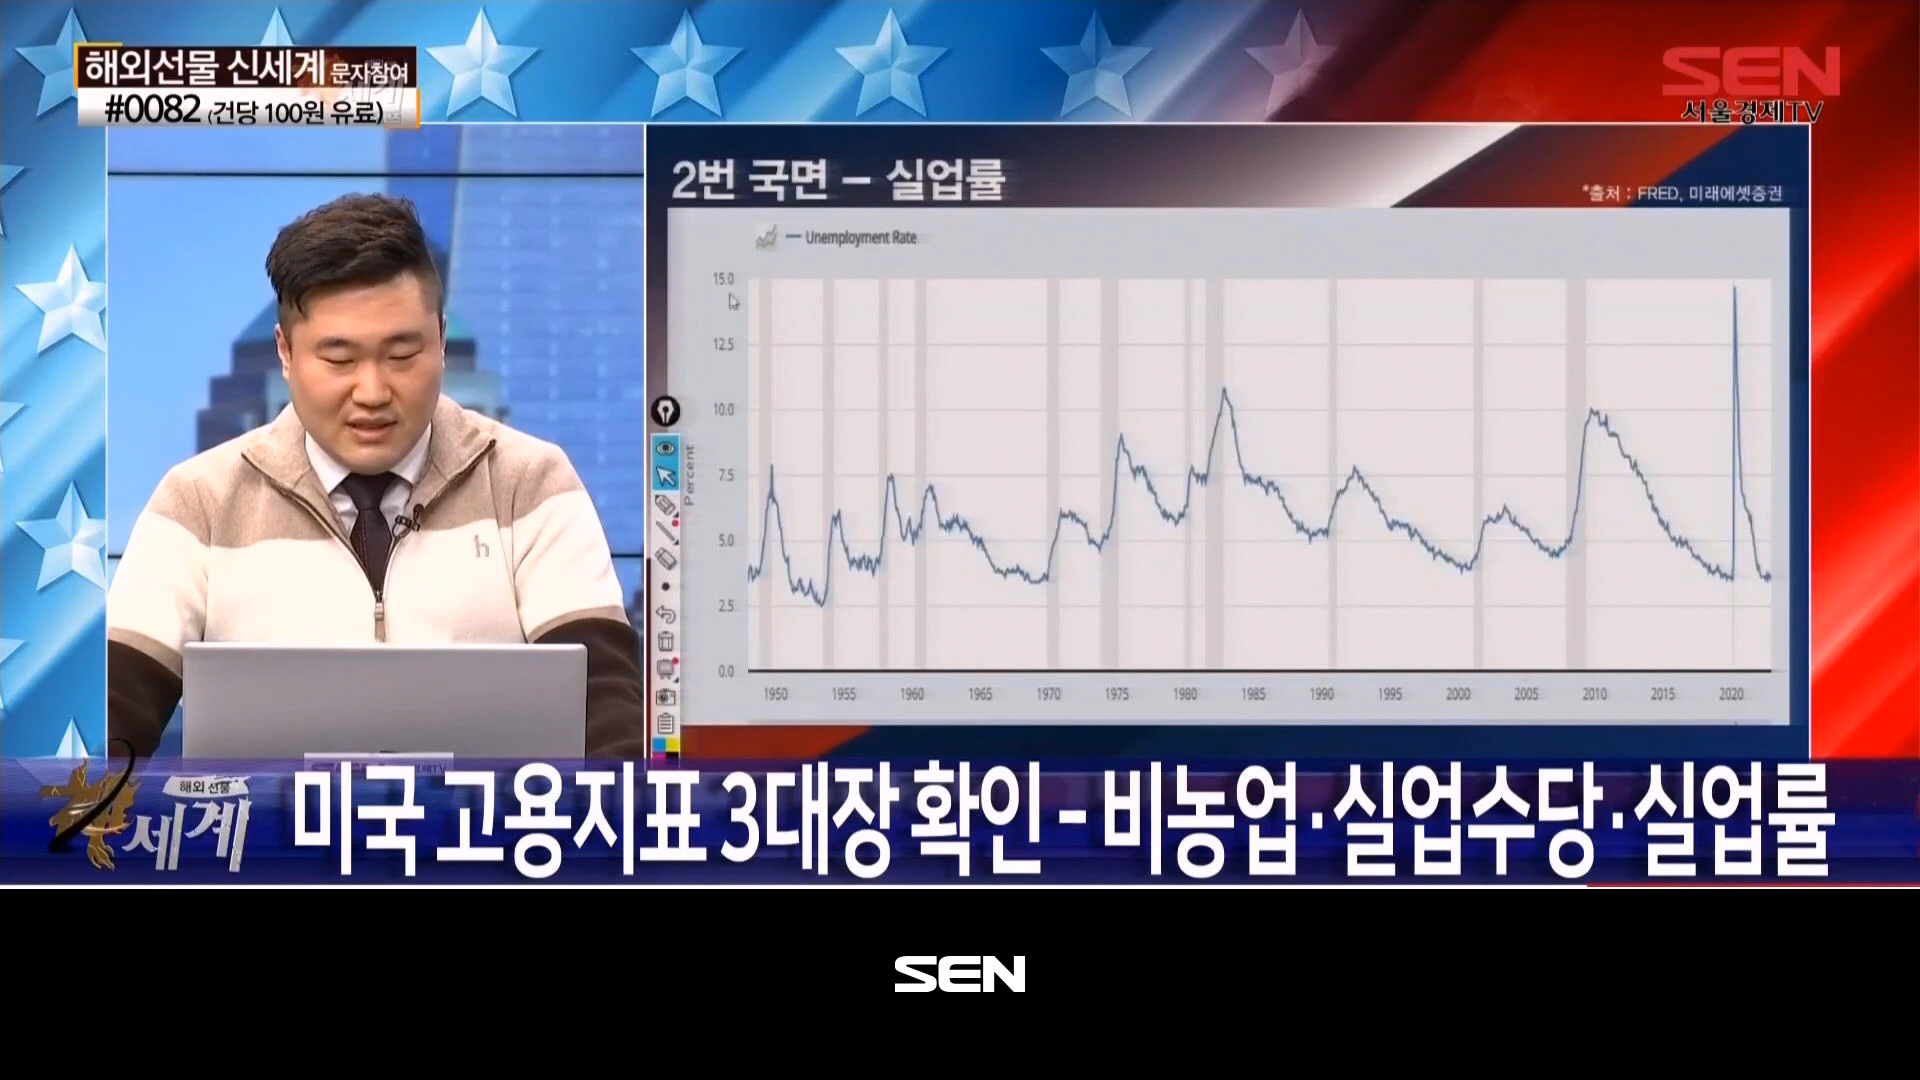 해외선물 신세계 문자참여
#0082 (건당 100원 유료)
SEN
서울경제TV
2번 국면 – 실업률
*출처 : FRED, 미래에셋증권
Unemployment Rate
15.0
12.5
10.0
7.5
5.0
2.5
0.0
Percent
1950 1955 1960 1965 1970 1975 1980 1985 1990 1995 2000 2005 2010 2015 2020
h
해외 선물
세계
미국 고용지표 3대장 확인 - 비농업·실업수당·실업률
SEN